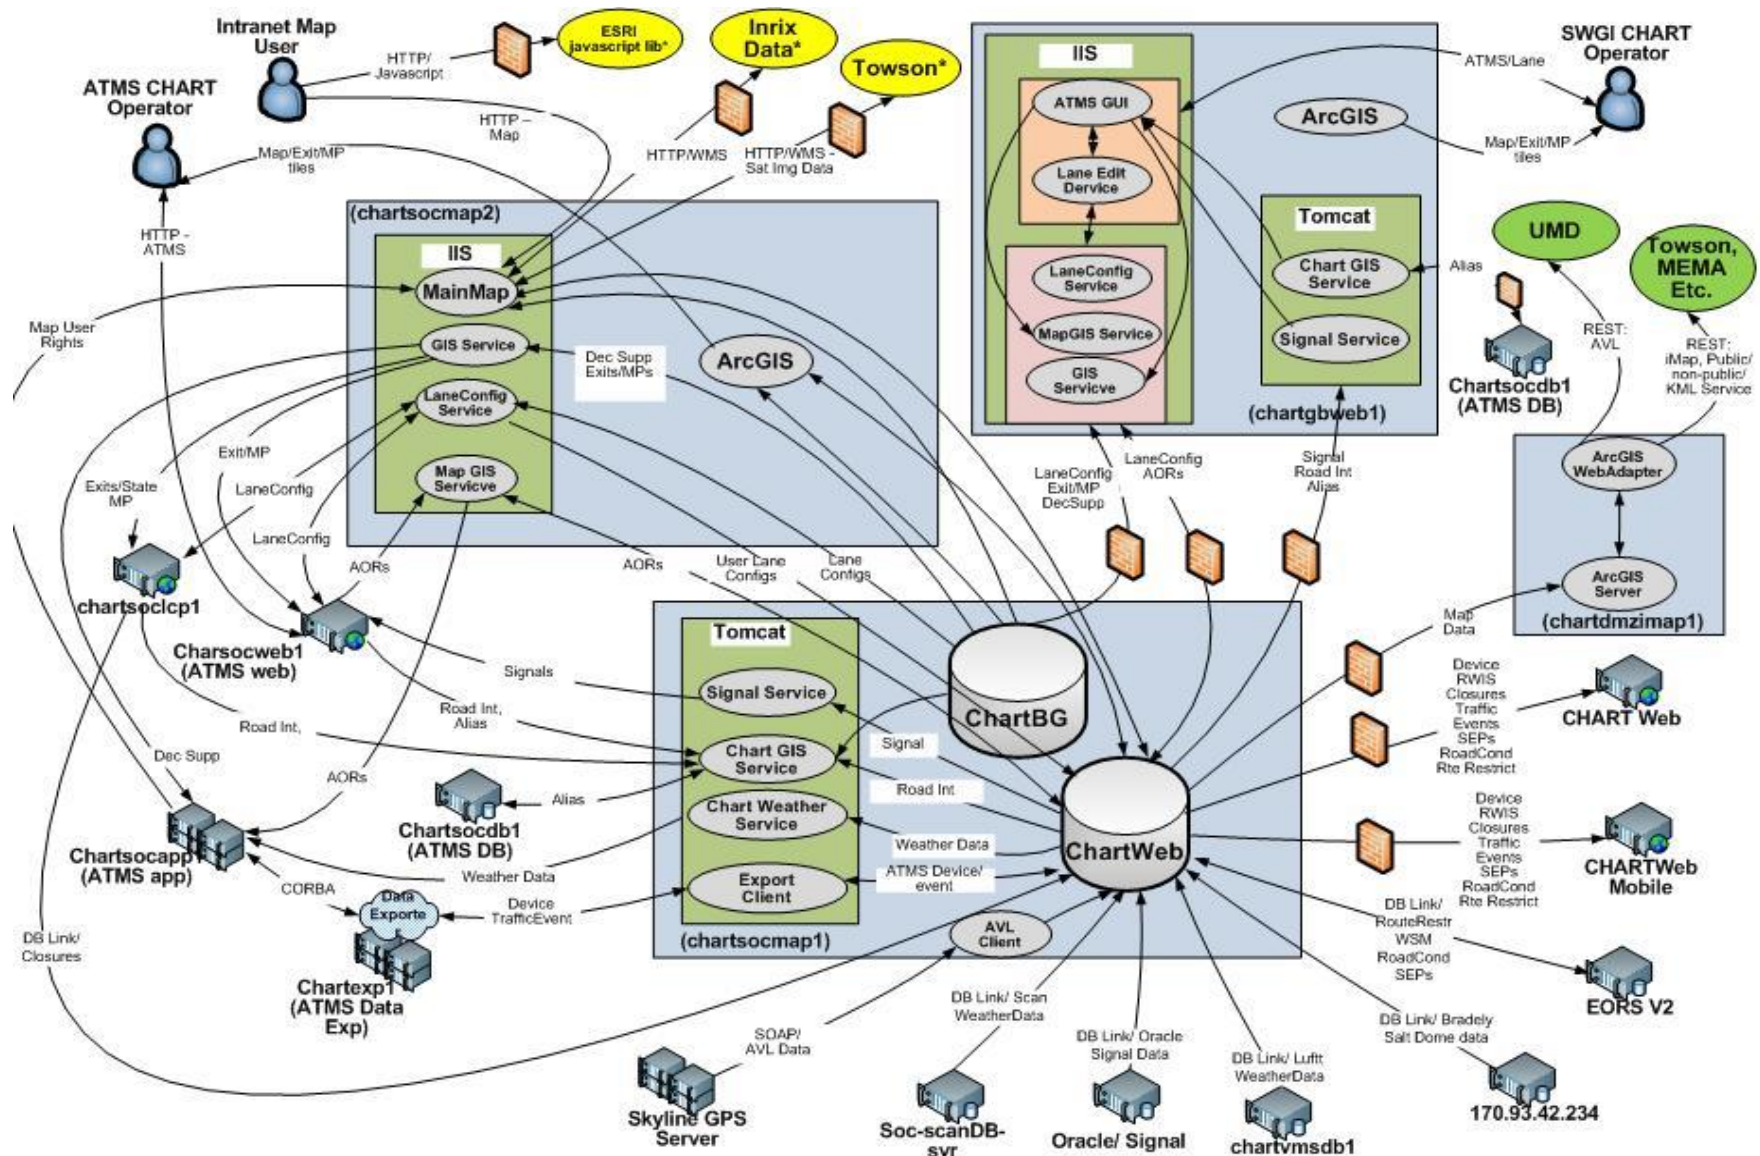 Intranet Map
User
ATMS CHART
Operator
HTTP/
Javascript
ESRI
javascript lib*
Inrix
Data*
Towson*
HTTP –
Map
Map/Exit/MP
tiles
HTTP/WMS
HTTP/WMS -
Sat Img Data
HTTP -
ATMS
IIS
ATMS GUI
Lane Edit
Dervice
LaneConfig
Service
MapGIS Service
GIS
Servicve
ArcGIS
ATMS/Lane
SWGI CHART
Operator
Map/Exit/MP
tiles
Tomcat
Chart GIS
Service
Signal Service
(chartgbweb1)
Alias
Chartsocdb1
(ATMS DB)
UMD
Towson,
MEMA
Etc.
REST:
AVL
REST:
iMap, Public/
non-public/
KML Service
ArcGIS
WebAdapter
ArcGIS
Server
(chartdmzimap1)
(chartsocmap2)
IIS
MainMap
GIS Service
LaneConfig
Service
Map GIS
Servicve
Dec Supp
Exits/MPs
ArcGIS
Map User
Rights
Exit/MP
Exits/State
MP
LaneConfig
LaneConfig
AORs
AORs
User Lane
Configs
Lane
Configs
LaneConfig
Exit/MP
DecSupp
LaneConfig
AORs
Signal
Road Int
Alias
chartsoclcp1
Charsocweb1
(ATMS web)
Signals
Road Int,
Alias
Road Int,
Dec Supp
AORs
Alias
Chartsocdb1
(ATMS DB)
Chartsocapp
(ATMS app)
Weather Data
CORBA
Data
Exporte
Device
TrafficEvent
Chartexp1
(ATMS Data
Exp)
DB Link/
Closures
Tomcat
Signal Service
Chart GIS
Service
Chart Weather
Service
Export
Client
(chartsocmap1)
ChartBG
ChartWeb
Signal
Road Int
Weather Data
ATMS Device/
event
AVL
Client
Map
Data
Device
RWIS
Closures
Traffic
Events
SEPs
RoadCond
Rte Restrict
CHART Web
Device
RWIS
Closures
Traffic
Events
SEPs
RoadCond
Rte Restrict
CHARTWeb
Mobile
DB Link/
RouteRestr
WSM
RoadCond
SEPs
EORS V2
DB Link/ Bradely
Salt Dome data
170.93.42.234
SOAP/
AVL Data
Skyline GPS
Server
DB Link/ Scan
WeatherData
Soc-scanDB-
svr
DB Link/ Oracle
Signal Data
Oracle/ Signal
DB Link/ Luftt
WeatherData
chartvmsdb1